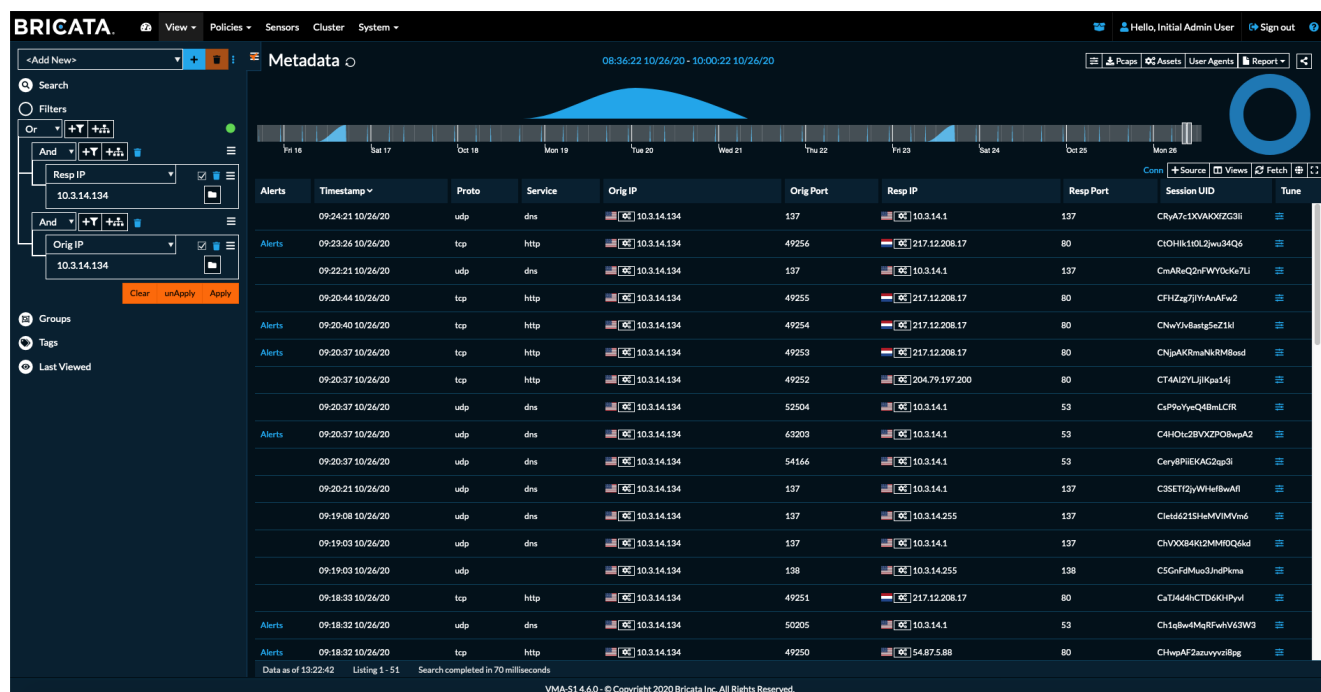 BRICATA. View Policies Sensors Cluster System Hello, Initial Admin User Sign out
<Add New> +
Metadata 08:36:22 10/26/20 - 10:00:22 10/26/20 Pcaps Assets User Agents Report
Search
Filters
Or
And
Resp IP
10.3.14.134
And
Orig IP
10.3.14.134
Clear unApply Apply
Groups
Tags
Last Viewed
Fri 16 Sat 17 Oct 18 Mon 19 Tue 20 Wed 21 Thu 22 Fri 23 Sat 24 Oct 25 Mon 26
Conn +Source Views Fetch
Alerts Timestamp Proto Service Orig IP Orig Port Resp IP Resp Port Session UID Tune
09:24:21 10/26/20 udp dns 10.3.14.134 137 10.3.14.1 137 CRyA7c1XVAKXfZG3li
Alerts 09:23:26 10/26/20 tcp http 10.3.14.134 49256 217.12.208.17 80 CtOHlk1t0L2jwu34Q6
09:22:21 10/26/20 udp dns 10.3.14.134 137 10.3.14.1 137 CmAReQ2nFWY0cKe7Li
09:20:44 10/26/20 tcp http 10.3.14.134 49255 217.12.208.17 80 CFHZzg7jlYrAnAFw2
Alerts 09:20:40 10/26/20 tcp http 10.3.14.134 49254 217.12.208.17 80 CNwYJv8astg5eZ1kl
Alerts 09:20:37 10/26/20 tcp http 10.3.14.134 49253 217.12.208.17 80 CNjpAKRmaNkRM8osd
09:20:37 10/26/20 tcp http 10.3.14.134 49252 204.79.197.200 80 CT4AI2YLJjIKpa14j
09:20:37 10/26/20 udp dns 10.3.14.134 52504 10.3.14.1 53 CsP9oYyeQ4BmLCfR
Alerts 09:20:37 10/26/20 udp dns 10.3.14.134 63203 10.3.14.1 53 C4HOtc2BVXZPO8wpA2
09:20:37 10/26/20 udp dns 10.3.14.134 54166 10.3.14.1 53 Cery8PiiEKAG2qp3i
09:20:21 10/26/20 udp dns 10.3.14.134 137 10.3.14.1 137 C3SETf2jyWHef8wAfl
09:19:08 10/26/20 udp dns 10.3.14.134 137 10.3.14.255 137 CIetd621SHeMVIMVm6
09:19:03 10/26/20 udp dns 10.3.14.134 137 10.3.14.1 137 ChVXX84Kt2MMf0Q6kd
09:19:03 10/26/20 udp 10.3.14.134 138 10.3.14.255 138 C5GnFdMuo3JndPkma
09:18:33 10/26/20 tcp http 10.3.14.134 49251 217.12.208.17 80 CaTJ4d4hCTD6KHPyvl
Alerts 09:18:32 10/26/20 udp dns 10.3.14.134 50205 10.3.14.1 53 Ch1q8w4MqRFwhV63W3
Alerts 09:18:32 10/26/20 tcp http 10.3.14.134 49250 54.87.5.88 80 CHwpAF2azuvyvzi8pg
Data as of 13:22:42 Listing 1 - 51 Search completed in 70 milliseconds
VMA-S1 4.6.0 - © Copyright 2020 Bricata Inc. All Rights Reserved.